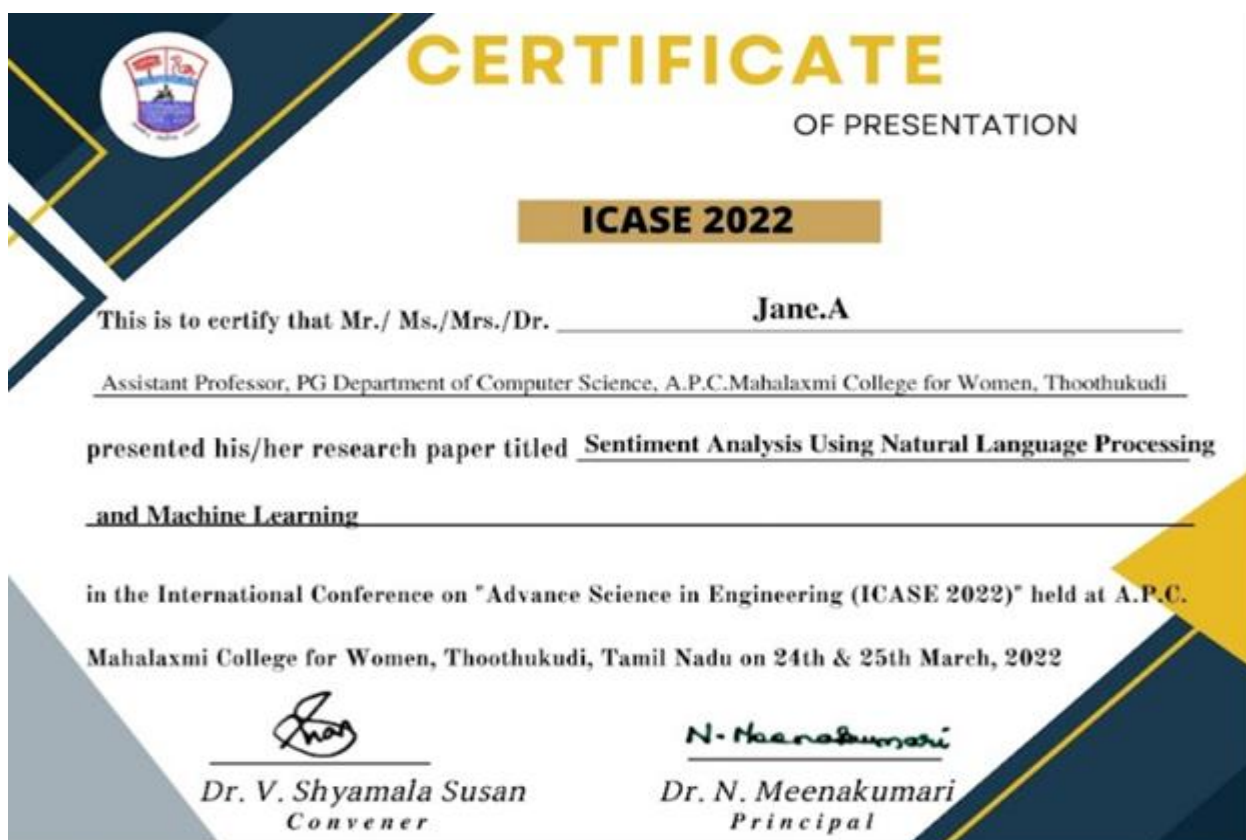 CERTIFICATE
OF PRESENTATION
ICASE 2022
This is to certify that Mr./ Ms./Mrs./Dr. Jane.A
Assistant Professor, PG Department of Computer Science, A.P.C.Mahalaxmi College for Women, Thoothukudi
presented his/her research paper titled Sentiment Analysis Using Natural Language Processing
and Machine Learning
in the International Conference on "Advance Science in Engineering (ICASE 2022)" held at A.P.C.
Mahalaxmi College for Women, Thoothukudi, Tamil Nadu on 24th & 25th March, 2022
N. Meenakumari
Dr. V. Shyamala Susan
Dr. N. Meenakumari
Convener
Principal